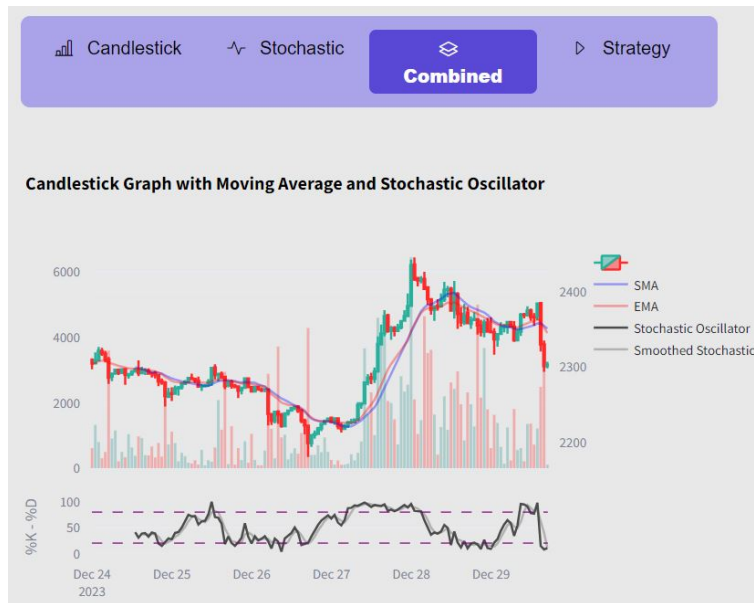 Candlestick
Stochastic
Combined
Strategy
Candlestick Graph with Moving Average and Stochastic Oscillator
6000
4000
2000
0
2400
2300
2200
SMA
EMA
Stochastic Oscillator
Smoothed Stochastic
%K - %D
100
50
0
Dec 24
2023
Dec 25
Dec 26
Dec 27
Dec 28
Dec 29